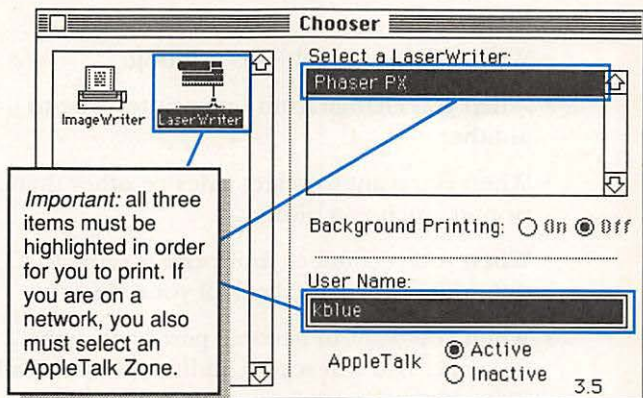 Chooser
ImageWriter
LaserWriter
Select a LaserWriter:
Phaser PX
Important: all three
items must be
highlighted in order
for you to print. If
you are on a
network, you also
must select an
AppleTalk Zone.
Background Printing: On Off
User Name:
kblue
AppleTalk Active
Inactive
3.5